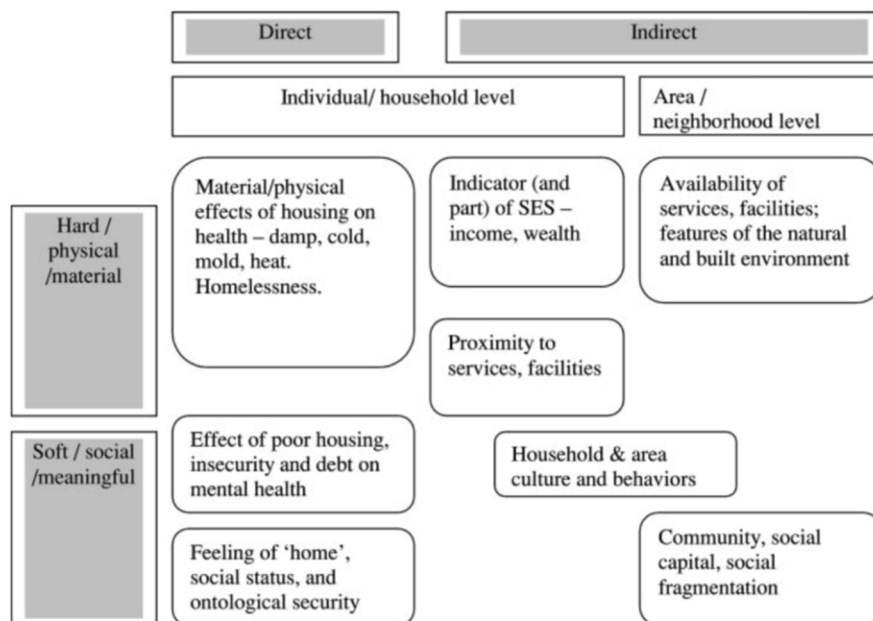 Direct
Indirect
Individual/ household level
Area /
neighborhood level
Hard /
physical
/material
Material/physical
effects of housing on
health – damp, cold,
mold, heat.
Homelessness.
Indicator (and
part) of SES –
income, wealth
Availability of
services, facilities;
features of the natural
and built environment
Proximity to
services, facilities
Soft / social
/meaningful
Effect of poor housing,
insecurity and debt on
mental health
Household & area
culture and behaviors
Feeling of ‘home’,
social status, and
ontological security
Community, social
capital, social
fragmentation